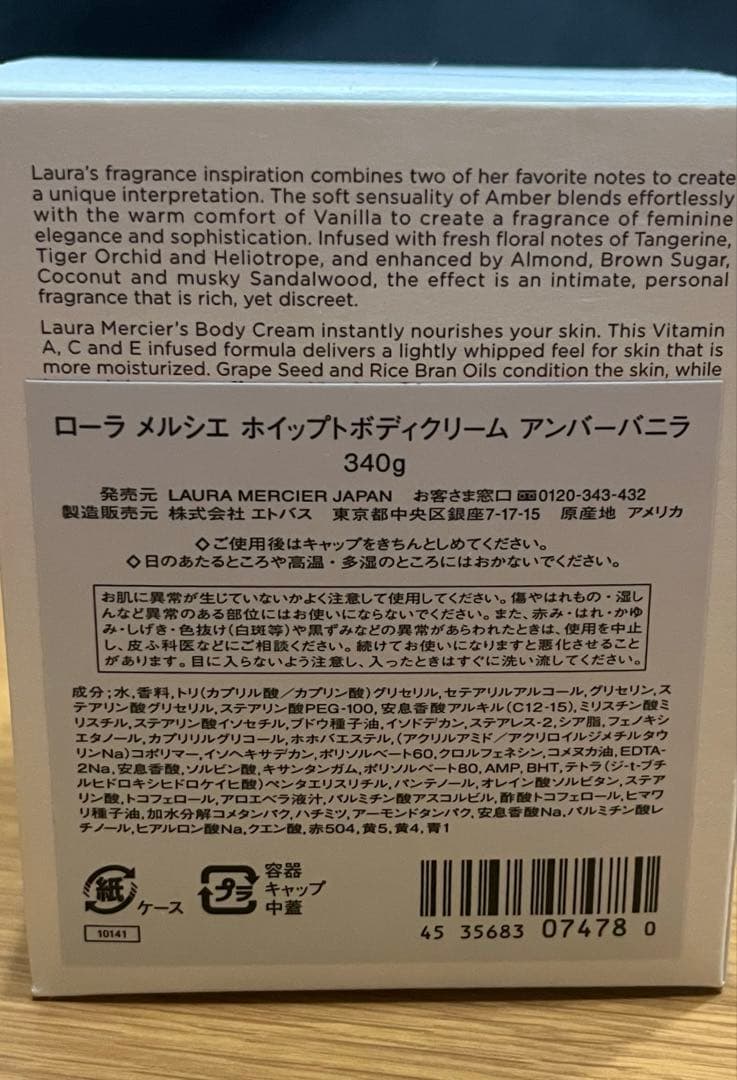 Laura's fragrance inspiration combines two of her favorite notes to create
a unique interpretation. The soft sensuality of Amber blends effortlessly
with the warm comfort of Vanilla to create a fragrance of feminine
elegance and sophistication. Infused with fresh floral notes of Tangerine,
Tiger Orchid and Heliotrope, and enhanced by Almond, Brown Sugar,
Coconut and musky Sandalwood, the effect is an intimate, personal
fragrance that is rich, yet discreet.
Laura Mercier's Body Cream instantly nourishes your skin. This Vitamin
A, C and E infused formula delivers a lightly whipped feel for skin that is
more moisturized. Grape Seed and Rice Bran Oils condition the skin, while
ローラ メルシエ ホイップトボディクリーム アンバーバニラ
340g
発売元 LAURA MERCIER JAPAN お客さま窓口 0120-343-432
製造販売元 株式会社 エトバス 東京都中央区銀座7-17-15 原産地 アメリカ
◇ご使用後はキャップをきちんとしめてください。
◇日のあたるところや高温・多湿のところにはおかないでください。
お肌に異常が生じていないかよく注意して使用してください。傷やはれもの・湿し
んなど異常のある部位にはお使いにならないでください。また、赤み・はれ・かゆ
み・しげき・色抜け(白斑等)や黒ずみなどの異常があらわれたときは、使用を中止
し、皮ふ科医などにご相談ください。続けてお使いになりますと悪化させること
があります。目に入らないよう注意し、入ったときはすぐに洗い流してください。
成分;水,香料,トリ(カプリル酸/カプリン酸)グリセリル,セテアリルアルコール,グリセリン,ス
テアリン酸グリセリル,ステアリン酸PEG-100,安息香酸アルキル(C12-15),ミリスチン酸ミ
リスチル,ステアリン酸イソセチル,ブドウ種子油,イソドデカン,ステアレス-2,シア脂,フェノキシ
エタノール,カプリリルグリコール,ホホバエステル,(アクリルアミド/アクリロイルジメチルタウ
リンNa)コポリマー,イソヘキサデカン,ポリソルベート60,クロルフェネシン,コメヌカ油,EDTA-
2Na,安息香酸,ソルビン酸,キサンタンガム,ポリソルベート80,AMP,BHT,テトラ(ジ-t-ブチ
ルヒドロキシヒドロケイヒ酸)ペンタエリスリチル,パンテノール,オレイン酸ソルビタン,ステア
リン酸,トコフェロール,アロエベラ液汁,パルミチン酸アスコルビル,酢酸トコフェロール,ヒマワ
リ種子油,加水分解コメタンパク,ハチミツ,アーモンドタンパク,安息香酸Na,パルミチン酸レ
チノール,ヒアルロン酸Na,クエン酸,赤504,黄5,黄4,青1
紙 ケース
プラ 容器
キャップ
中蓋
10141
45 35683 07478 0